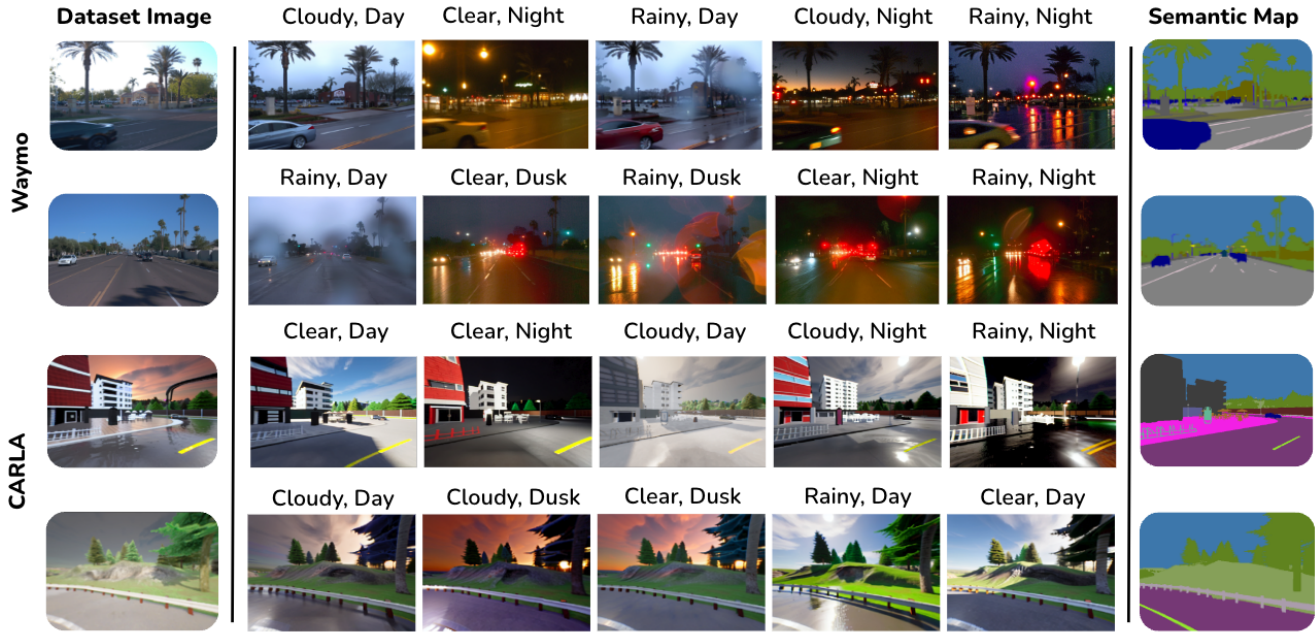 Dataset Image Cloudy, Day Clear, Night Rainy, Day Cloudy, Night Rainy, Night Semantic Map
Waymo
Rainy, Day Clear, Dusk Rainy, Dusk Clear, Night Rainy, Night
Clear, Day Clear, Night Cloudy, Day Cloudy, Night Rainy, Night
CARLA
Cloudy, Day Cloudy, Dusk Clear, Dusk Rainy, Day Clear, Day